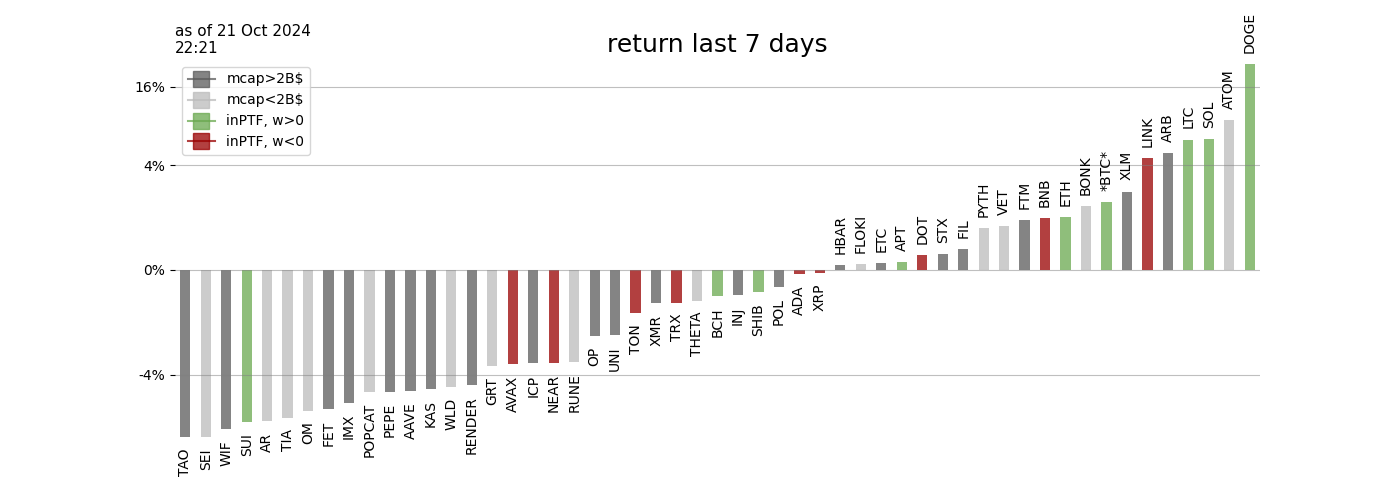 as of 21 Oct 2024
22:21
return last 7 days
mcap>2B$
mcap<2B$
inPTF, w>0
inPTF, w<0
16%
4%
0%
-4%
TAO
SEI
WIF
SUI
AR
TIA
OM
FET
IMX
POPCAT
PEPE
AAVE
KAS
WLD
RENDER
GRT
AVAX
ICP
NEAR
RUNE
OP
UNI
TON
XMR
TRX
THETA
BCH
INJ
SHIB
POL
ADA
XRP
HBAR
FLOKI
ETC
APT
DOT
STX
FIL
PYTH
VET
FTM
BNB
ETH
BONK
*BTC*
XLM
LINK
ARB
LTC
SOL
ATOM
DOGE